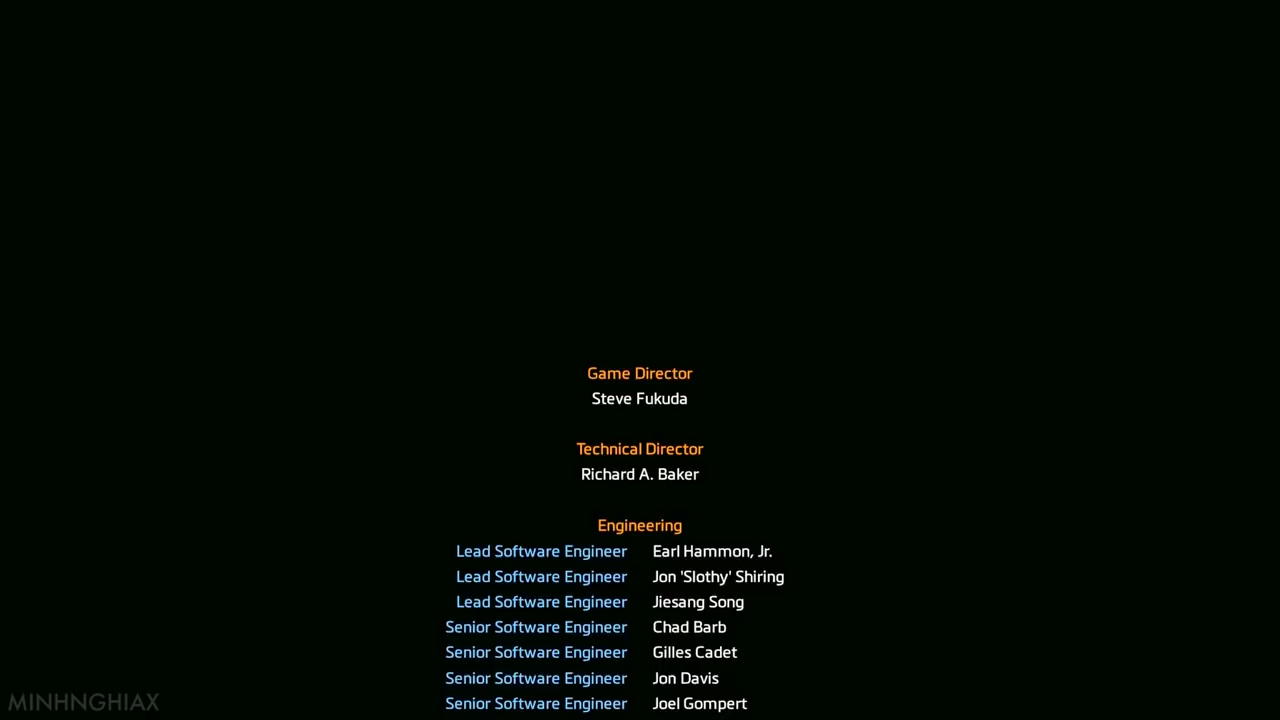 Game Director
Steve Fukuda
Technical Director
Richard A. Baker
Engineering
Lead Software Engineer Earl Hammon, Jr.
Lead Software Engineer Jon 'Slothy' Shiring
Lead Software Engineer Jiesang Song
Senior Software Engineer Chad Barb
Senior Software Engineer Gilles Cadet
Senior Software Engineer Jon Davis
Senior Software Engineer Joel Gompert
MINHNGHIAX